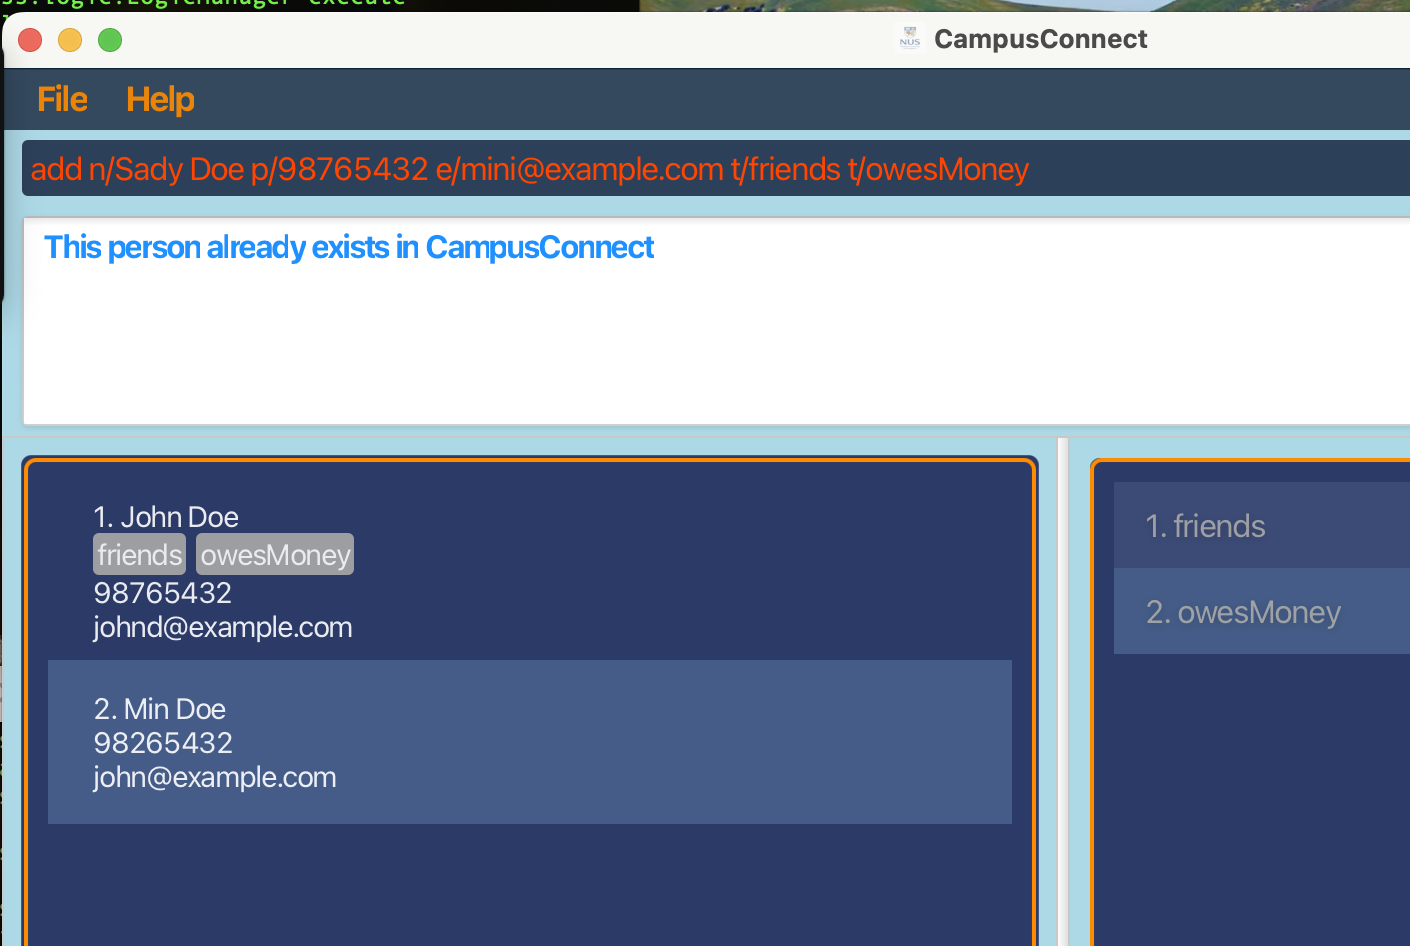 CampusConnect
File Help
add n/Sady Doe p/98765432 e/mini@example.com t/friends t/owesMoney
This person already exists in CampusConnect
1. John Doe
friends owesMoney
98765432
johnd@example.com
2. Min Doe
98265432
john@example.com
1. friends
2. owesMoney